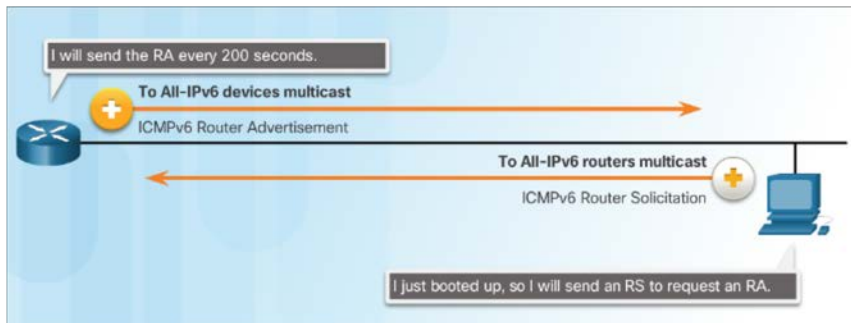 I will send the RA every 200 seconds.
To All-IPv6 devices multicast
ICMPv6 Router Advertisement
To All-IPv6 routers multicast
ICMPv6 Router Solicitation
I just booted up, so I will send an RS to request an RA.